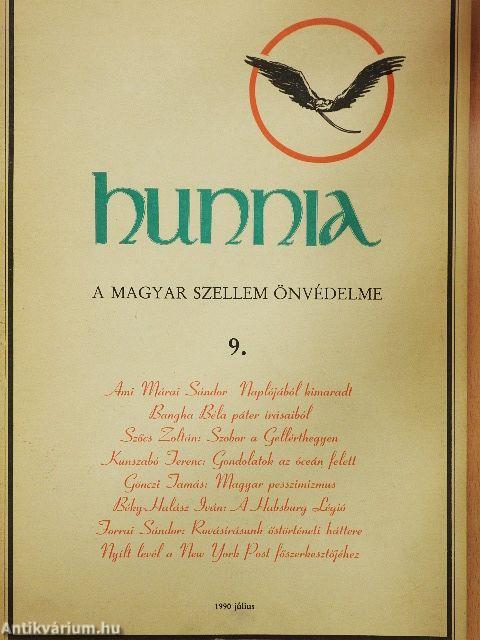 hunnia
A MAGYAR SZELLEM ÖNVÉDELME
9.
Ami Márai Sándor Naplójából kimaradt
Bangha Béla páter írásaiból
Szőcs Zoltán: Szobor a Gellérthegyen
Kunszabó Ferenc: Gondolatok az óceán felett
Gönczi Tamás: Magyar pesszimizmus
Béky-Halász Iván: A Habsburg Légió
Forrai Sándor: Rovásírásunk őstörténeti háttere
Nyílt levél a New York Post főszerkesztőjéhez
1990 július
Antikvárium.hu